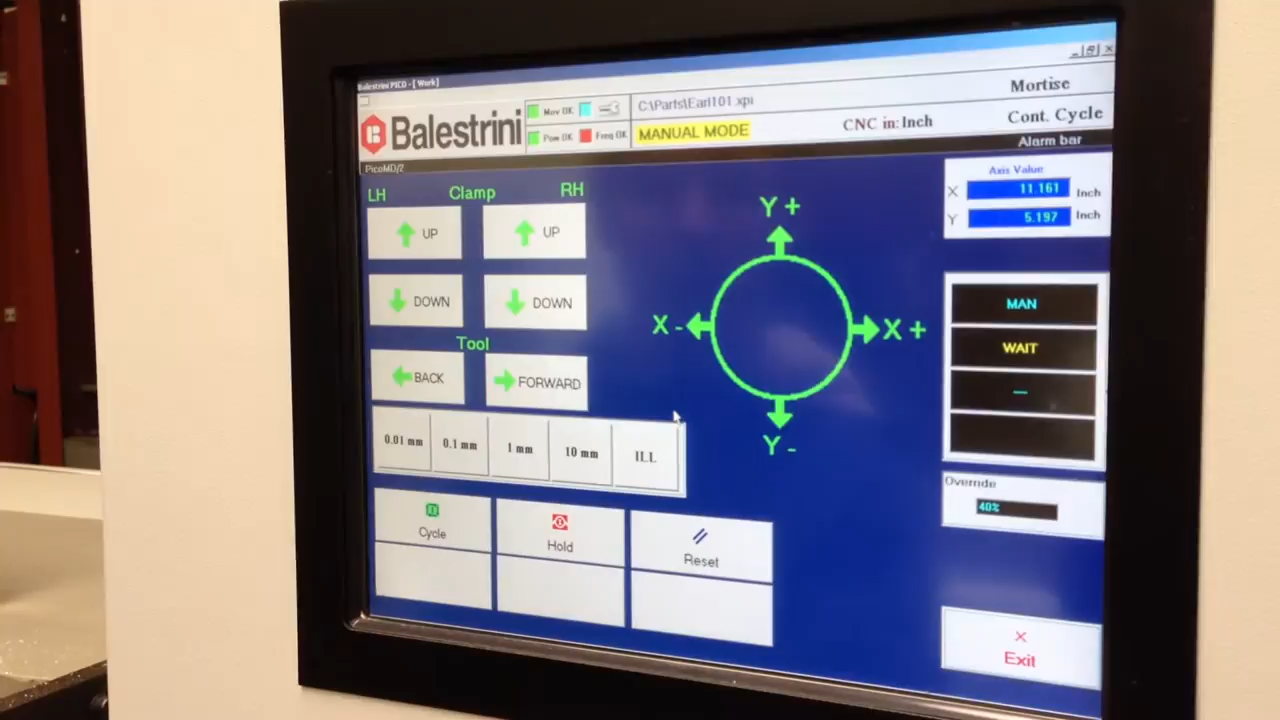 Balestrini PICO - [Work]
Balestrini
Mov OK
Pow OK
Freq OK
C:\Parts\Earl101.xpi
MANUAL MODE
CNC in: Inch
Mortise
Cont. Cycle
Alarm bar
PicoMD/2
LH Clamp RH
UP UP
DOWN DOWN
Tool
BACK FORWARD
0.01 mm 0.1 mm 1 mm 10 mm ILL
Cycle Hold Reset
Y +
X - X +
Y -
Axis Value
X 11.161 Inch
Y 5.197 Inch
MAN
WAIT
—
Override
40%
Exit